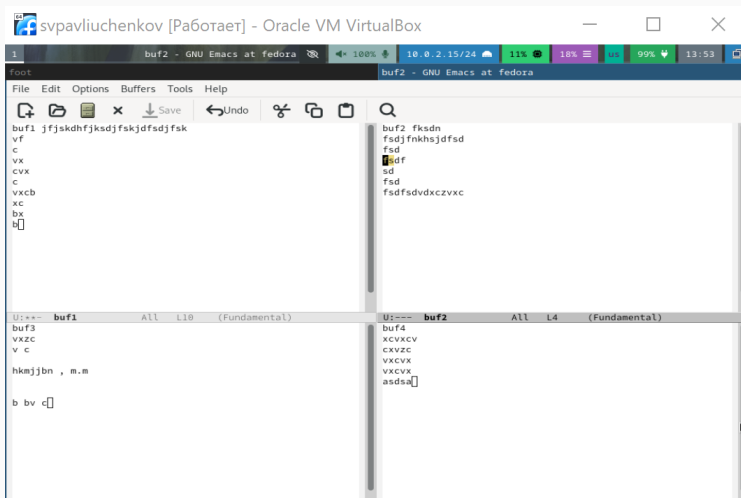 64
svpavliuchenkov [Работает] - Oracle VM VirtualBox
1 buf2 - GNU Emacs at fedora 100% 10.0.2.15/24 11% 18% us 99% 13:53
foot
buf2 - GNU Emacs at fedora
File Edit Options Buffers Tools Help
Save Undo
buf1 jfjskdhfjksdjfskjdfsdjfsk
vf
c
vx
cvx
c
vxcb
xc
bx
b
U:**- buf1 All L10 (Fundamental)
buf2 fksdn
fsdjfnkhsjdfsd
fsd
fsdf
sd
fsd
fsdfsdvdxczvxc
U:--- buf2 All L4 (Fundamental)
buf3
vxzc
v c
hkmjjbn , m.m
b bv c
buf4
xcvxcv
cxvzc
vxcvx
vxcvx
asdsa